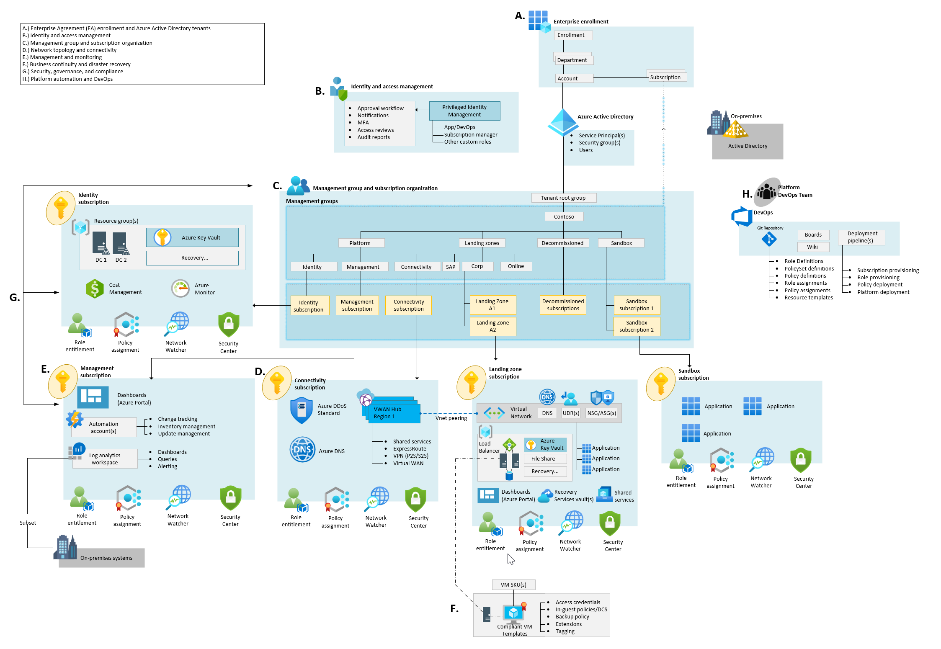 A.) Enterprise Agreement (EA) enrollment and Azure Active Directory tenants
B.) Identity and access management
C.) Management group and subscription organization
D.) Network topology and connectivity
E.) Management and monitoring
F.) Business continuity and disaster recovery
G.) Security, governance, and compliance
H.) Platform automation and DevOps
A.
Enterprise enrollment
Enrollment
Department
Account
Subscription
B.
Identity and access management
Approval workflow
Notifications
MFA
Access reviews
Audit reports
Privileged Identity
Management
App/DevOps
Subscription manager
Other custom roles
Azure Active Directory
Service Principal(s)
Security group(s)
Users
On-premises
Active Directory
C.
Management group and subscription organization
Management groups
Tenant root group
Contoso
Platform
Landing zones
Decommissioned
Sandbox
Identity
Management
Connectivity
SAP
Corp
Online
Identity
subscription
Management
subscription
Connectivity
subscription
Landing Zone
A1
Landing Zone
A2
Decommissioned
subscriptions
Sandbox
subscription 1
Sandbox
subscription 2
H.
Platform
DevOps Team
DevOps
Git Repository
Boards
Wiki
Deployment
pipeline(s)
Role Definitions
PolicySet definitions
Policy definitions
Role assignments
Policy assignments
Resource templates
Subscription provisioning
Role provisioning
Policy deployment
Platform deployment
G.
Identity
subscription
Resource group(s)
DC 1
DC 2
Azure Key Vault
Recovery...
Cost
Management
Azure
Monitor
Role
entitlement
Policy
assignment
Network
Watcher
Security
Center
E.
Management
subscription
Dashboards
(Azure Portal)
Automation
account(s)
Change tracking
Inventory management
Update management
Log analytics
workspace
Dashboards
Queries
Alerting
Role
entitlement
Policy
assignment
Network
Watcher
Security
Center
Subset
On-premises systems
D.
Connectivity
subscription
Azure DDoS
Standard
DNS
Azure DNS
VWAN Hub
Region 1
Shared services
ExpressRoute
VPN (P2S/S2S)
Virtual WAN
Role
entitlement
Policy
assignment
Network
Watcher
Security
Center
Vnet peering
Landing zone
subscription
Virtual
Network
DNS
DNS
UDR(s)
NSG/ASG(s)
Load
Balancer
Azure
Key Vault
File Share
Recovery...
Application
Application
Application
Dashboards
(Azure Portal)
Recovery
Services vault(s)
Shared
services
Role
entitlement
Policy
assignment
Network
Watcher
Security
Center
Sandbox
subscription
Application
Application
Application
Role
entitlement
Policy
assignment
Network
Watcher
Security
Center
F.
VM SKU(s)
Compliant VM
Templates
Access credentials
In-guest policies/DCS
Backup policy
Extensions
Tagging